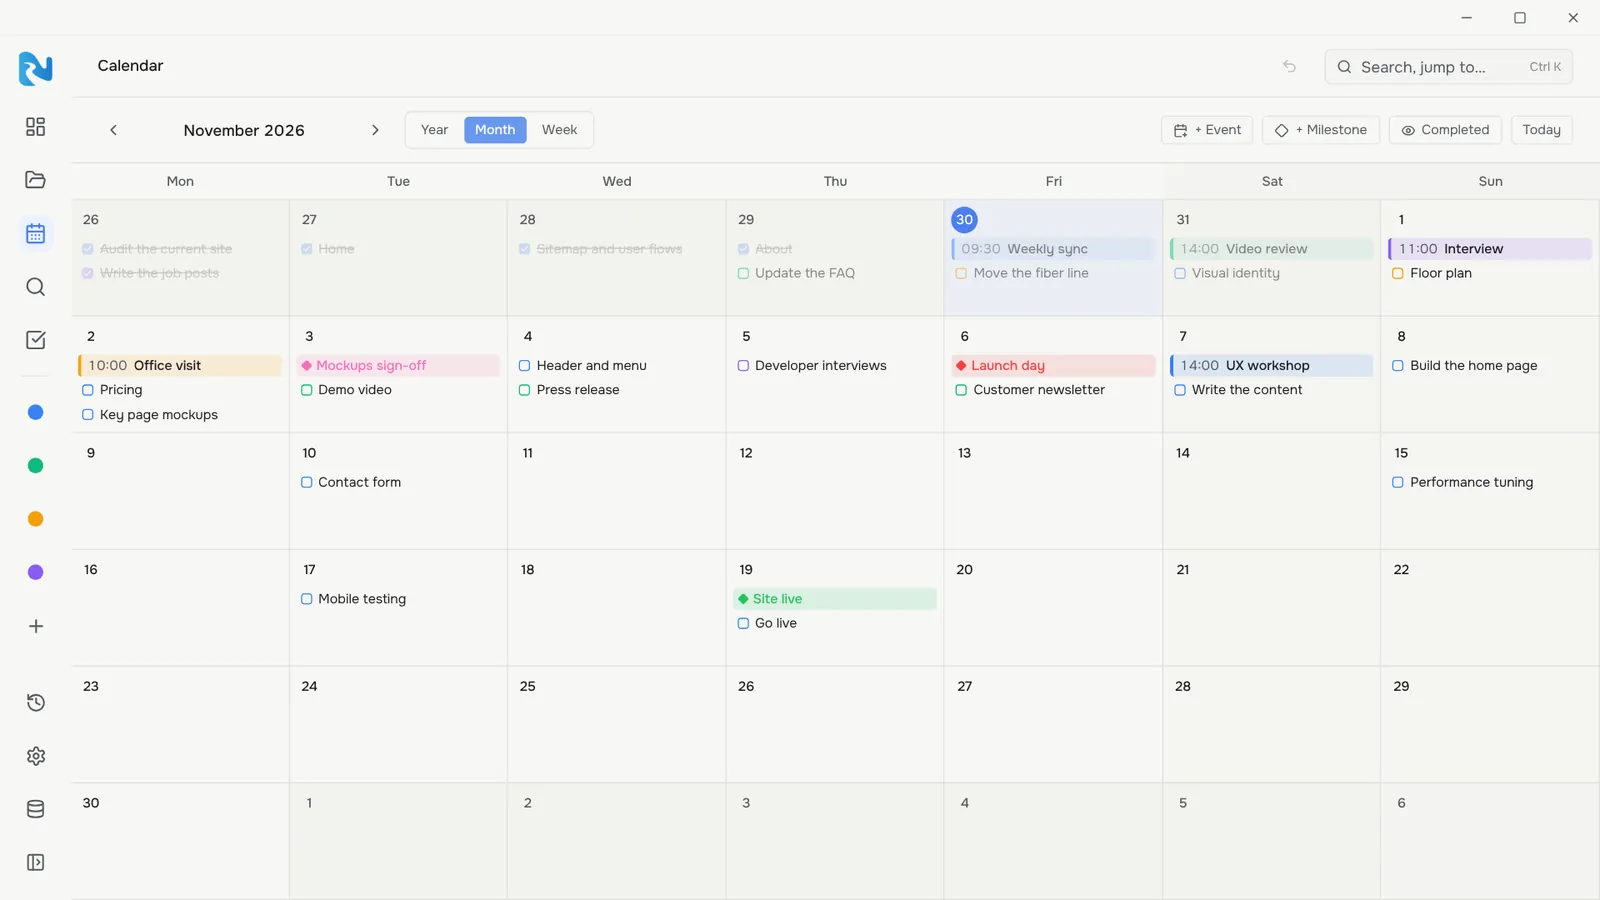 Calendar
Search, jump to...
Ctrl K
November 2026
Year
Month
Week
+ Event
+ Milestone
Completed
Today
Mon
Tue
Wed
Thu
Fri
Sat
Sun
26
Audit the current site
Write the job posts
27
Home
28
Sitemap and user flows
29
About
Update the FAQ
30
09:30 Weekly sync
Move the fiber line
31
14:00 Video review
Visual identity
1
11:00 Interview
Floor plan
2
10:00 Office visit
Pricing
Key page mockups
3
Mockups sign-off
Demo video
4
Header and menu
Press release
5
Developer interviews
6
Launch day
Customer newsletter
7
14:00 UX workshop
Write the content
8
Build the home page
9
10
Contact form
11
12
13
14
15
Performance tuning
16
17
Mobile testing
18
19
Site live
Go live
20
21
22
23
24
25
26
27
28
29
30
1
2
3
4
5
6